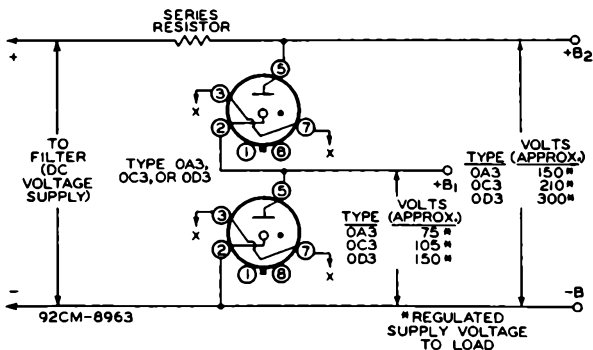 SERIES
RESISTOR
+
+B2
5
3
X
2
7
X
1
8
TO
FILTER
(DC
VOLTAGE
SUPPLY)
TYPE 0A3,
0C3, OR 0D3
+B1
VOLTS
TYPE (APPROX.)
0A3 150*
0C3 210*
0D3 300*
5
3
X
2
7
X
1
8
VOLTS
TYPE (APPROX.)
0A3 75*
0C3 105*
0D3 150*
-
-B
92CM-8963
*REGULATED
SUPPLY VOLTAGE
TO LOAD